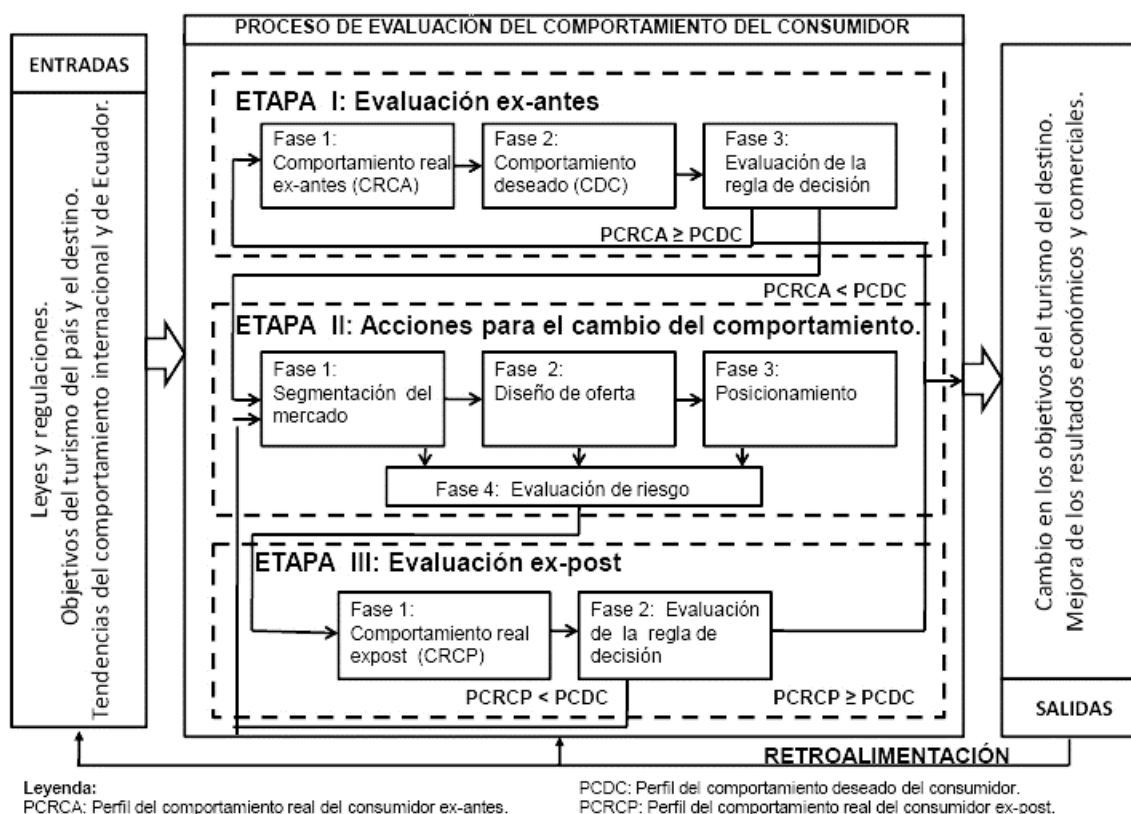 PROCESO DE EVALUACIÓN DEL COMPORTAMIENTO DEL CONSUMIDOR
ENTRADAS
Leyes y regulaciones.
Objetivos del turismo del país y el destino.
Tendencias del comportamiento internacional y de Ecuador.
ETAPA I: Evaluación ex-antes
Fase 1:
Comportamiento real
ex-antes (CRCA)
Fase 2:
Comportamiento
deseado (CDC)
Fase 3:
Evaluación de la
regla de decisión
PCRCA ≥ PCDC
PCRCA < PCDC
ETAPA II: Acciones para el cambio del comportamiento.
Fase 1:
Segmentación del
mercado
Fase 2:
Diseño de oferta
Fase 3:
Posicionamiento
Fase 4: Evaluación de riesgo
ETAPA III: Evaluación ex-post
Fase 1:
Comportamiento real
expost (CRCP)
Fase 2: Evaluación
de la regla de
decisión
PCRCP < PCDC
PCRCP ≥ PCDC
Cambio en los objetivos del turismo del destino.
Mejora de los resultados económicos y comerciales.
SALIDAS
RETROALIMENTACIÓN
Leyenda:
PCRCA: Perfil del comportamiento real del consumidor ex-antes.
PCDC: Perfil del comportamiento deseado del consumidor.
PCRCP: Perfil del comportamiento real del consumidor ex-post.